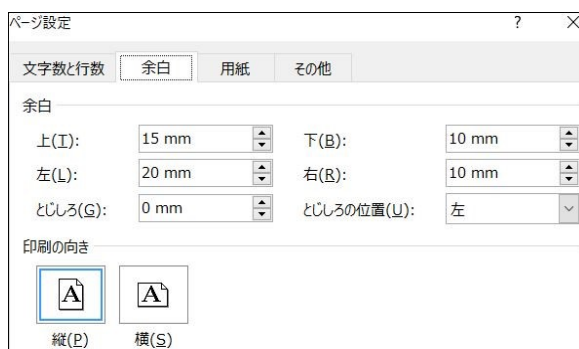 ページ設定 ? ×
文字数と行数 余白 用紙 その他
余白
上(T): 15 mm 下(B): 10 mm
左(L): 20 mm 右(R): 10 mm
とじしろ(G): 0 mm とじしろの位置(U): 左
印刷の向き
A A
縦(P) 横(S)